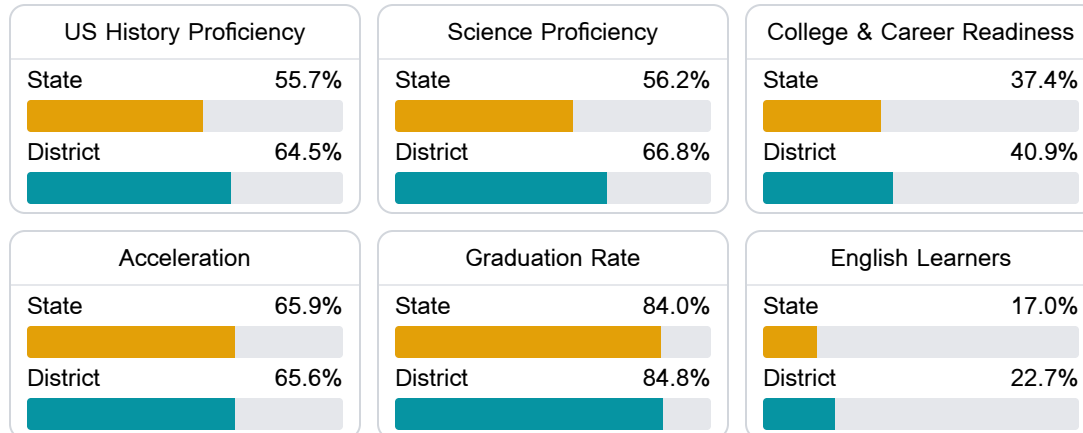 US History Proficiency
State 55.7%
District 64.5%
Science Proficiency
State 56.2%
District 66.8%
College & Career Readiness
State 37.4%
District 40.9%
Acceleration
State 65.9%
District 65.6%
Graduation Rate
State 84.0%
District 84.8%
English Learners
State 17.0%
District 22.7%